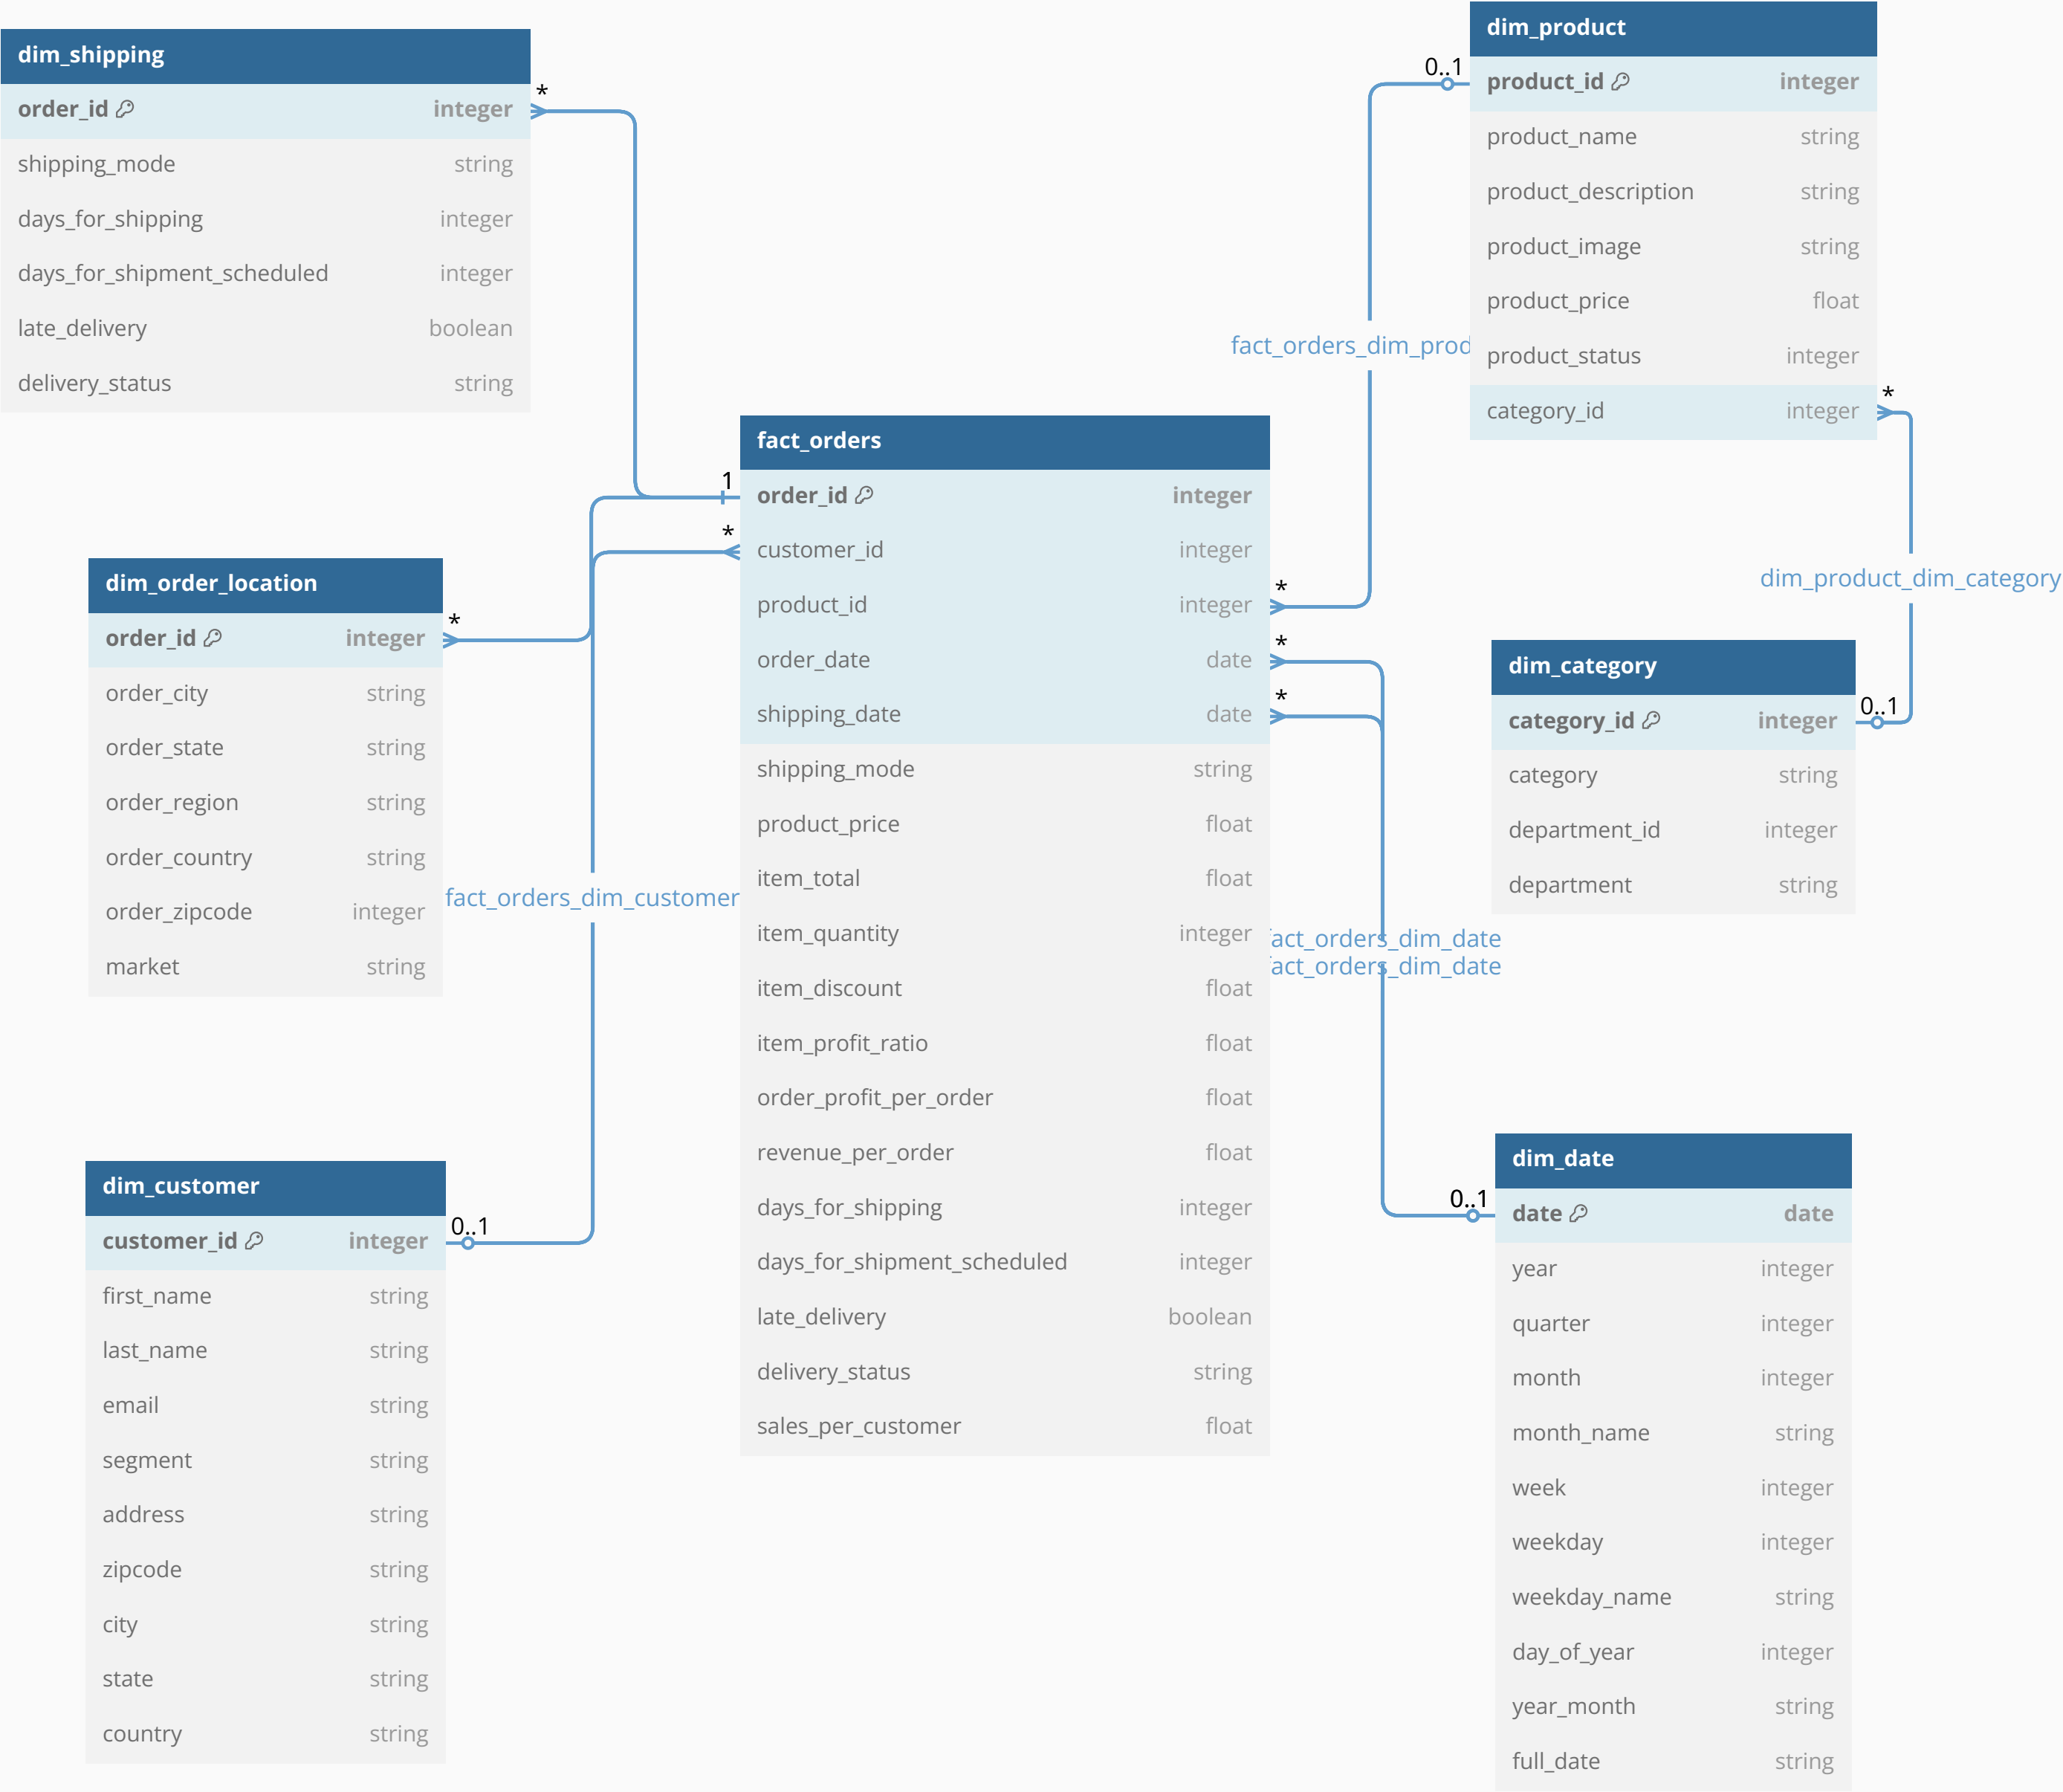 dim_shipping
order_id integer
shipping_mode string
days_for_shipping integer
days_for_shipment_scheduled integer
late_delivery boolean
delivery_status string
*
dim_product
product_id integer
product_name string
product_description string
product_image string
product_price float
product_status integer
category_id integer
0..1
*
fact_orders_dim_prod
fact_orders
order_id integer
customer_id integer
product_id integer
order_date date
shipping_date date
shipping_mode string
product_price float
item_total float
item_quantity integer
item_discount float
item_profit_ratio float
order_profit_per_order float
revenue_per_order float
days_for_shipping integer
days_for_shipment_scheduled integer
late_delivery boolean
delivery_status string
sales_per_customer float
1
*
*
*
*
dim_order_location
order_id integer
order_city string
order_state string
order_region string
order_country string
order_zipcode integer
market string
*
dim_product_dim_category
dim_category
category_id integer
category string
department_id integer
department string
0..1
fact_orders_dim_customer
fact_orders_dim_date
fact_orders_dim_date
dim_customer
customer_id integer
first_name string
last_name string
email string
segment string
address string
zipcode string
city string
state string
country string
0..1
dim_date
date date
year integer
quarter integer
month integer
month_name string
week integer
weekday integer
weekday_name string
day_of_year integer
year_month string
full_date string
0..1